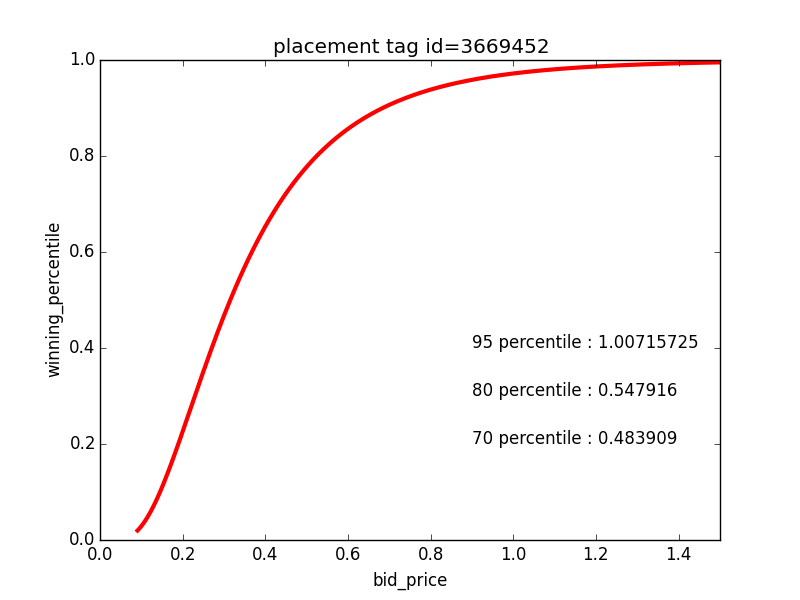 placement tag id=3669452
1.0
0.8
0.6
0.4
0.2
0.0
winning_percentile
95 percentile : 1.00715725
80 percentile : 0.547916
70 percentile : 0.483909
0.0 0.2 0.4 0.6 0.8 1.0 1.2 1.4
bid_price